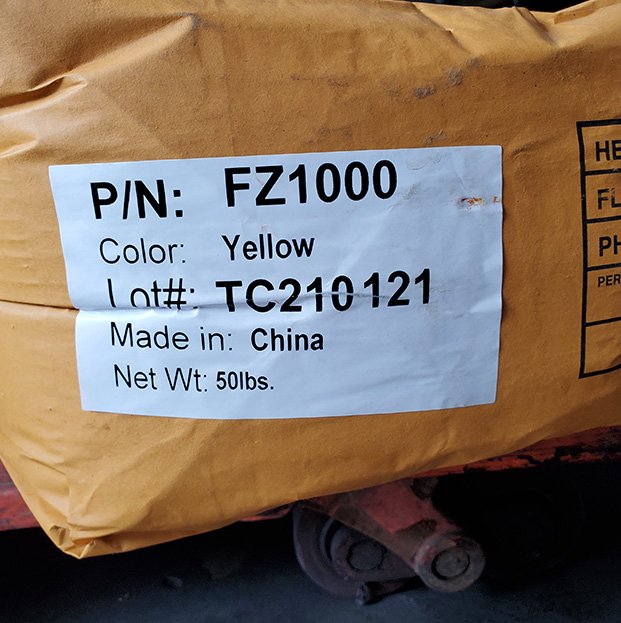 P/N: FZ1000
Color: Yellow
Lot#: TC210121
Made in: China
Net Wt: 50lbs.
HE
FL
PH
PER